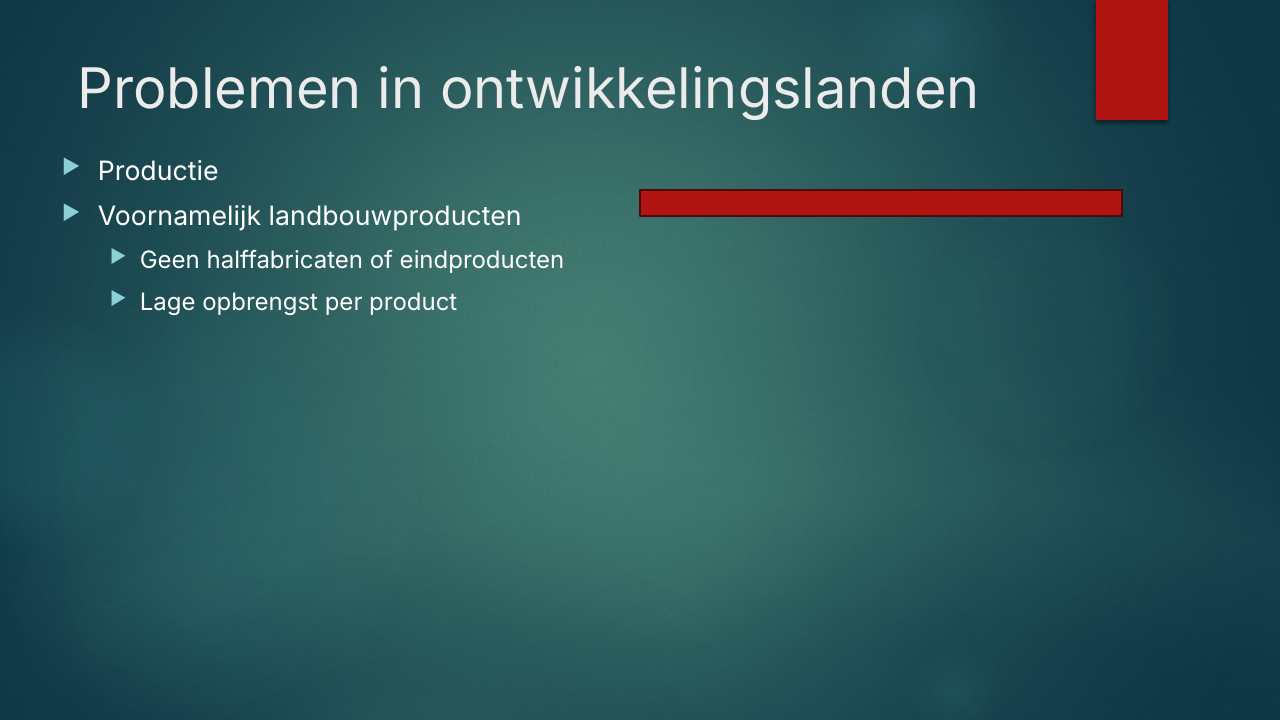 Problemen in ontwikkelingslanden
Productie
Voornamelijk landbouwproducten
Geen halffabricaten of eindproducten
Lage opbrengst per product